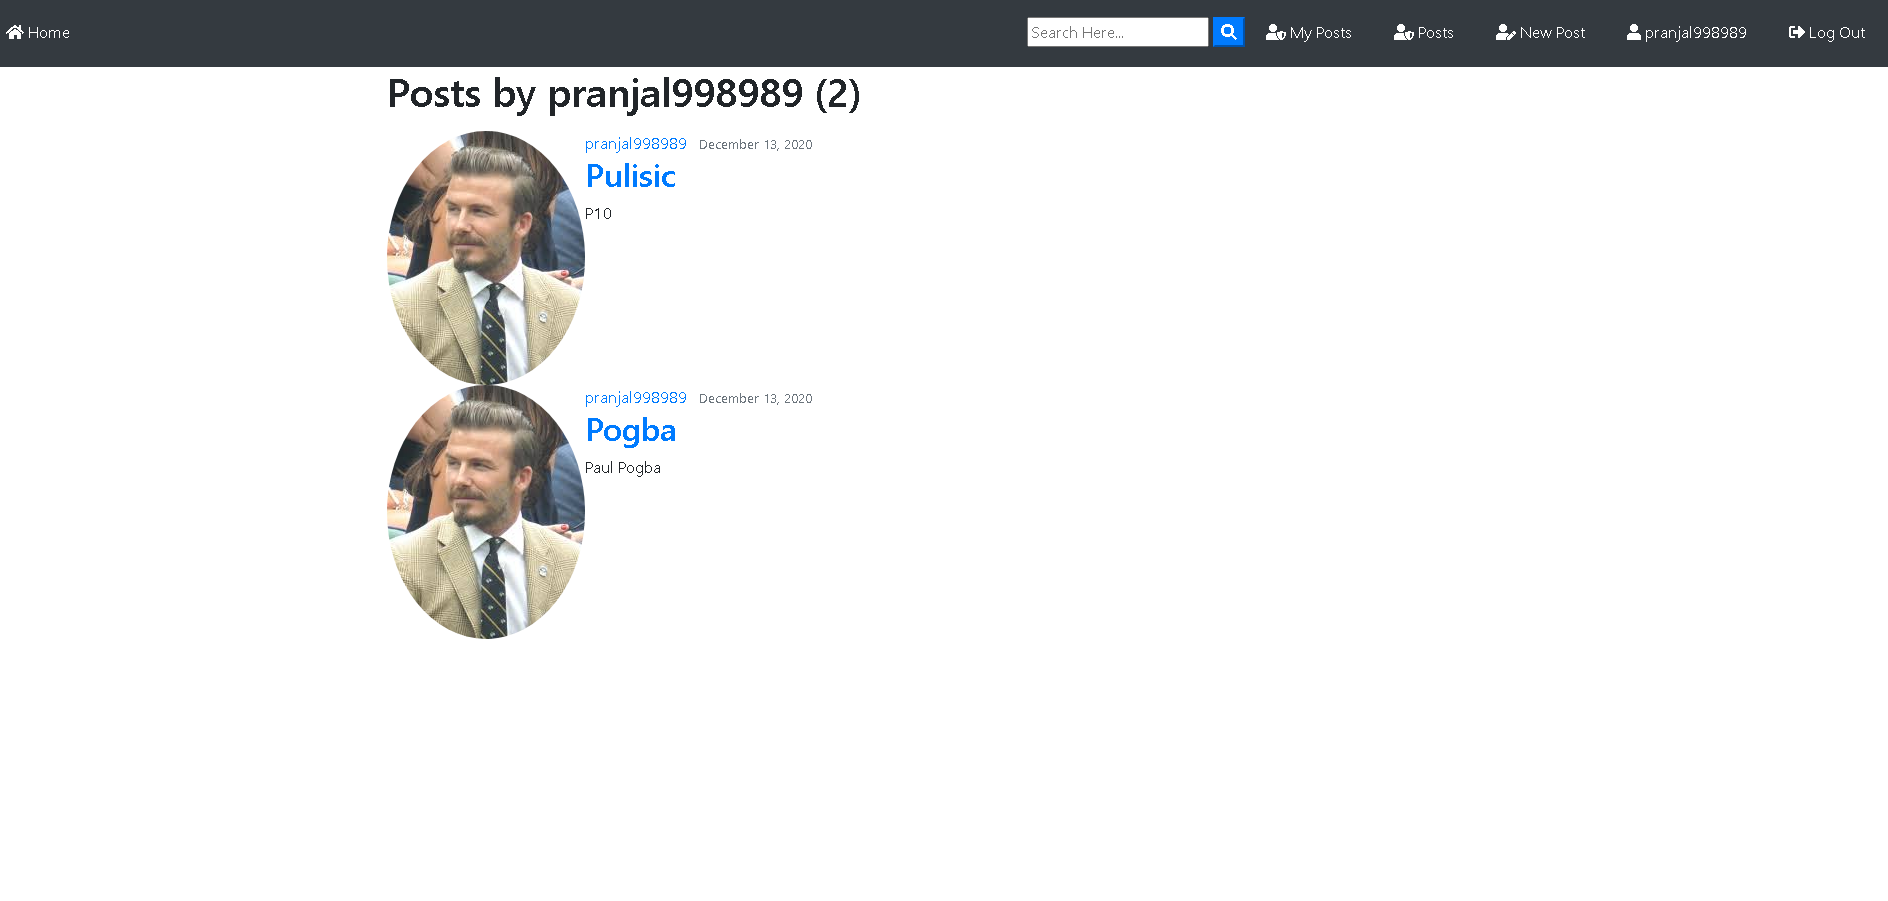 Home Search Here... My Posts Posts New Post pranjal998989 Log Out
Posts by pranjal998989 (2)
pranjal998989 December 13, 2020
Pulisic
P10
pranjal998989 December 13, 2020
Pogba
Paul Pogba